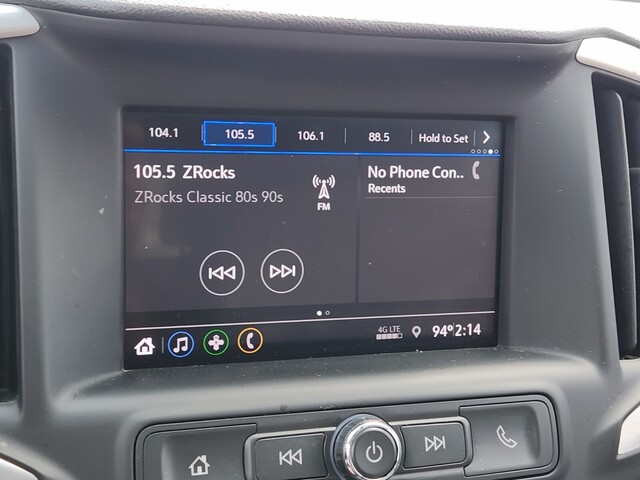 104.1 105.5 106.1 88.5 Hold to Set
105.5 ZRocks
ZRocks Classic 80s 90s
FM
No Phone Con..
Recents
4G LTE
94° 2:14